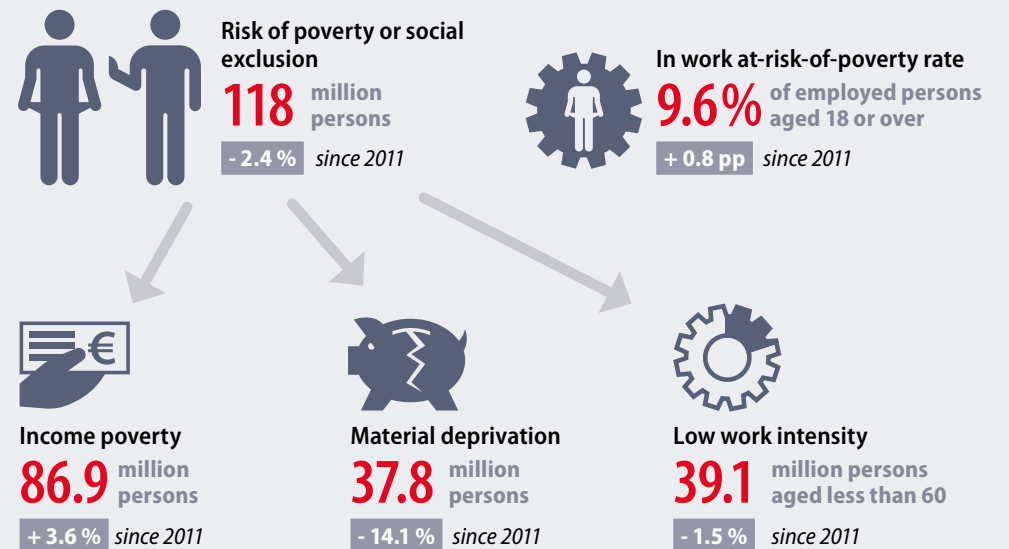 Risk of poverty or social
exclusion
118 million
persons
- 2.4 % since 2011
In work at-risk-of-poverty rate
9.6% of employed persons
aged 18 or over
+ 0.8 pp since 2011
€
Income poverty
86.9 million
persons
+ 3.6 % since 2011
Material deprivation
37.8 million
persons
- 14.1 % since 2011
Low work intensity
39.1 million persons
aged less than 60
- 1.5 % since 2011